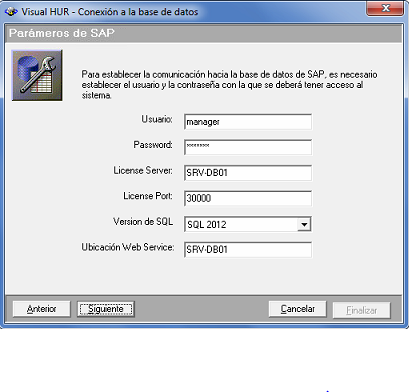 Visual HUR - Conexión a la base de datos
Parámeros de SAP
Para establecer la comunicación hacia la base de datos de SAP, es necesario
establecer el usuario y la contraseña con la que se deberá tener acceso al
sistema.
Usuario: manager
Password: *******
License Server: SRV-DB01
License Port: 30000
Version de SQL SQL 2012
Ubicación Web Service: SRV-DB01
Anterior Siguiente Cancelar Finalizar